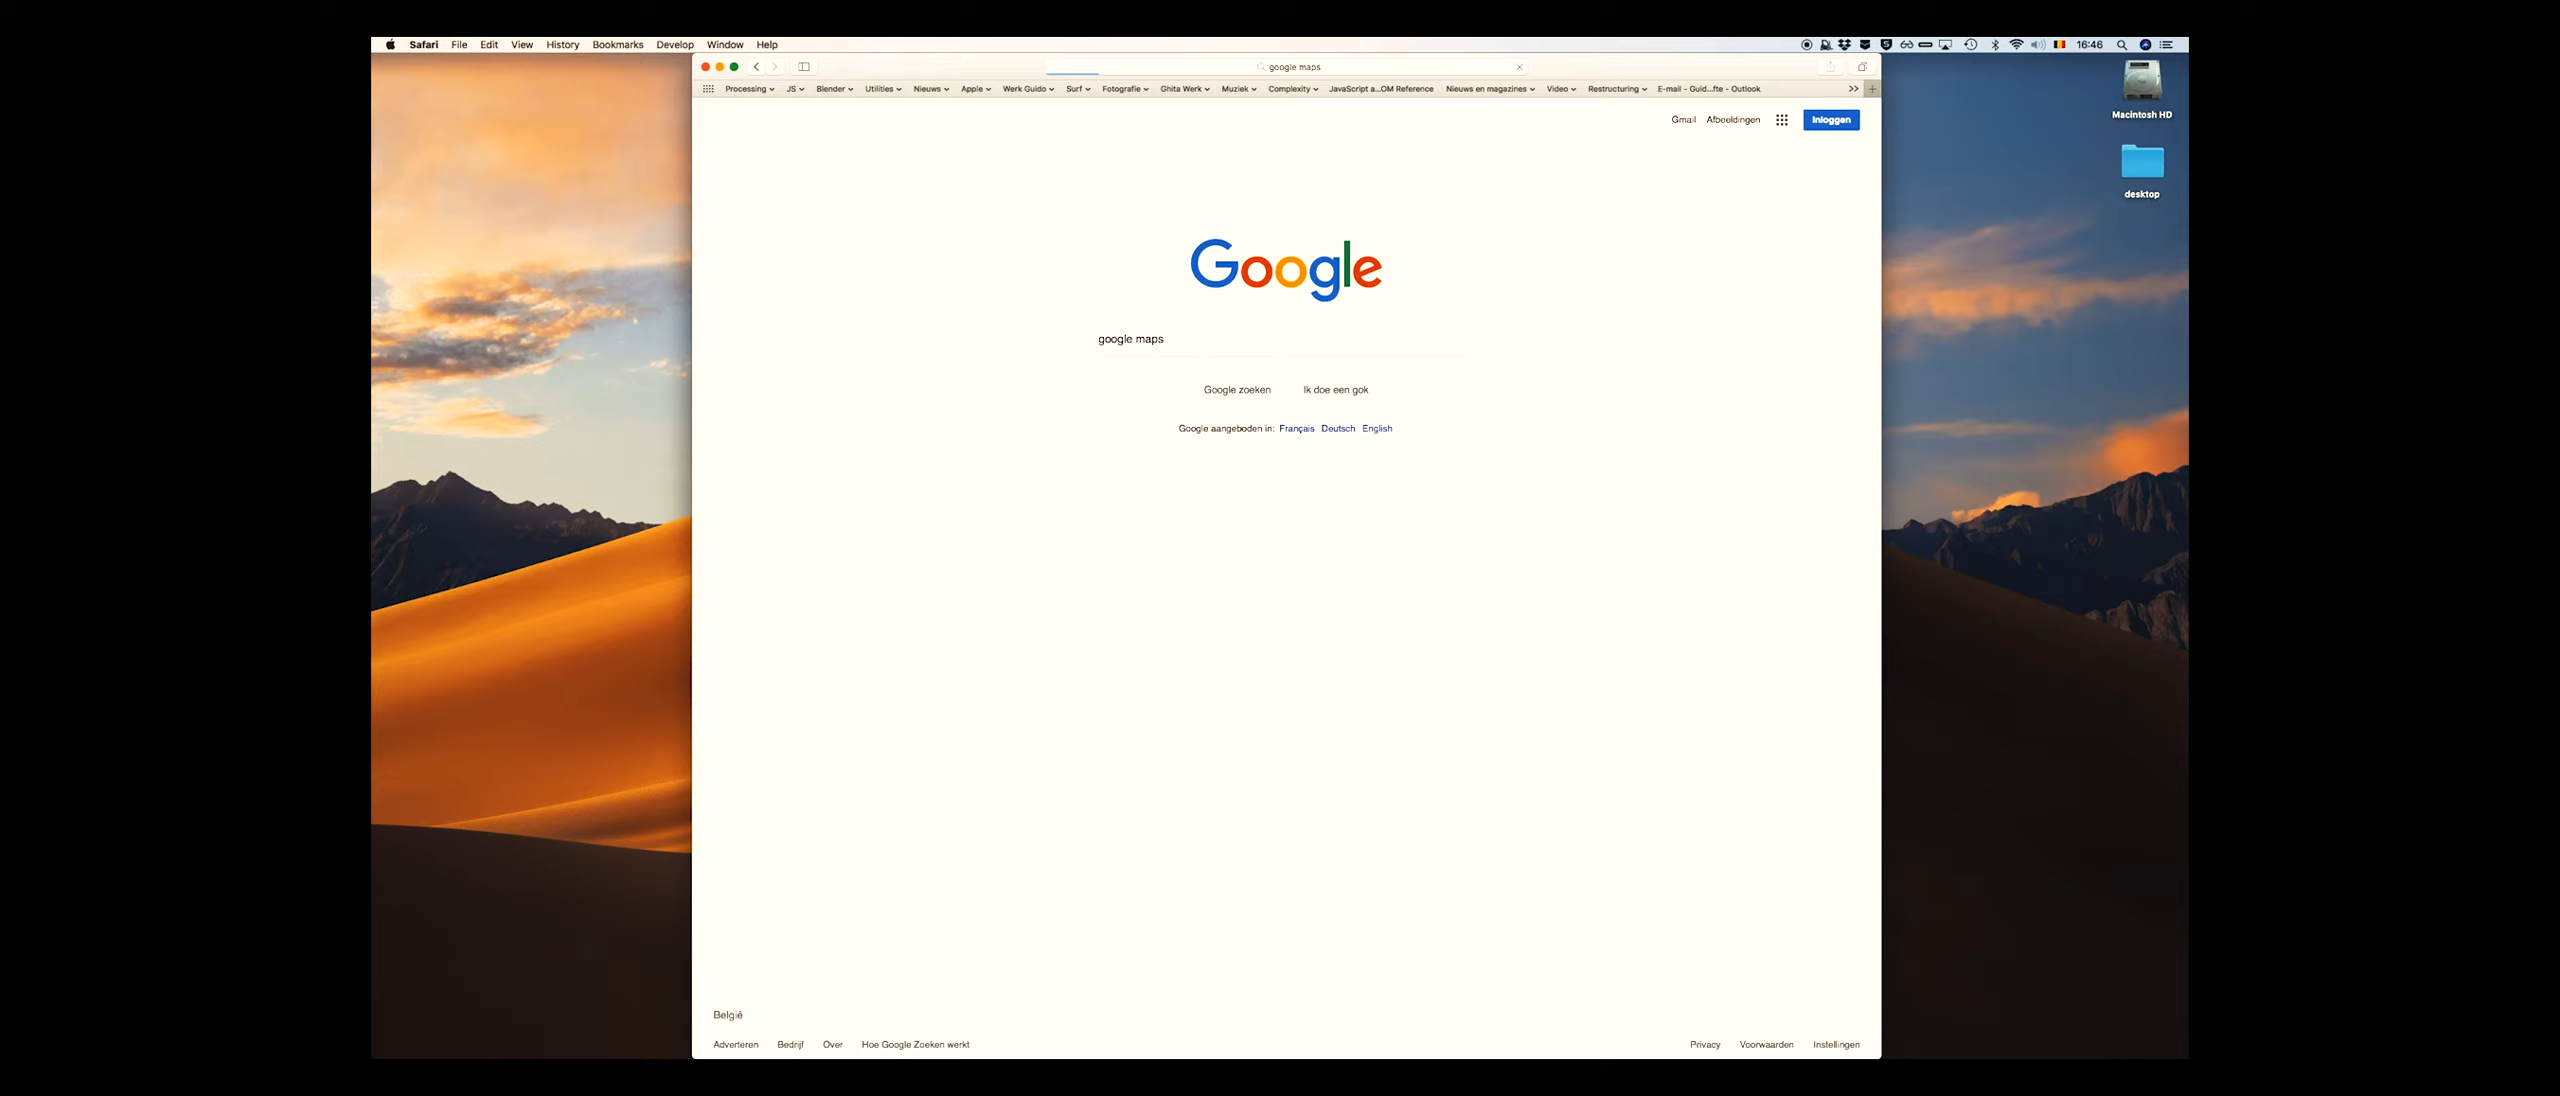 Safari File Edit View History Bookmarks Develop Window Help 16:46
google maps
Processing JS Blender Utilities Nieuws Apple Werk Guido Surf Fotografie Ghita Werk Muziek Complexity JavaScript a...OM Reference Nieuws en magazines Video Restructuring E-mail - Guid...fte - Outlook
Macintosh HD
Gmail Afbeeldingen Inloggen
desktop
Google
google maps
Google zoeken Ik doe een gok
Google aangeboden in: Français Deutsch English
België
Adverteren Bedrijf Over Hoe Google Zoeken werkt Privacy Voorwaarden Instellingen